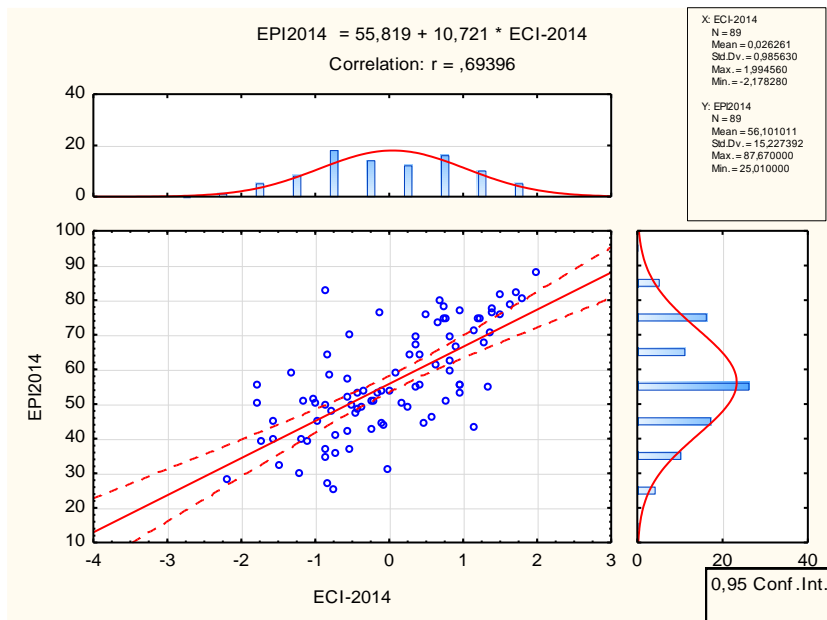 EPI2014 = 55,819 + 10,721 * ECI-2014
Correlation: r = ,69396
X: ECI-2014
N = 89
Mean = 0,026261
Std.Dv. = 0,985630
Max. = 1,994560
Min. = -2,178280
Y: EPI2014
N = 89
Mean = 56,101011
Std.Dv. = 15,227392
Max. = 87,670000
Min. = 25,010000
40
20
0
100
90
80
70
60
50
40
30
20
10
EPI2014
-4 -3 -2 -1 0 1 2 3
ECI-2014
0 20 40
0,95 Conf.Int.